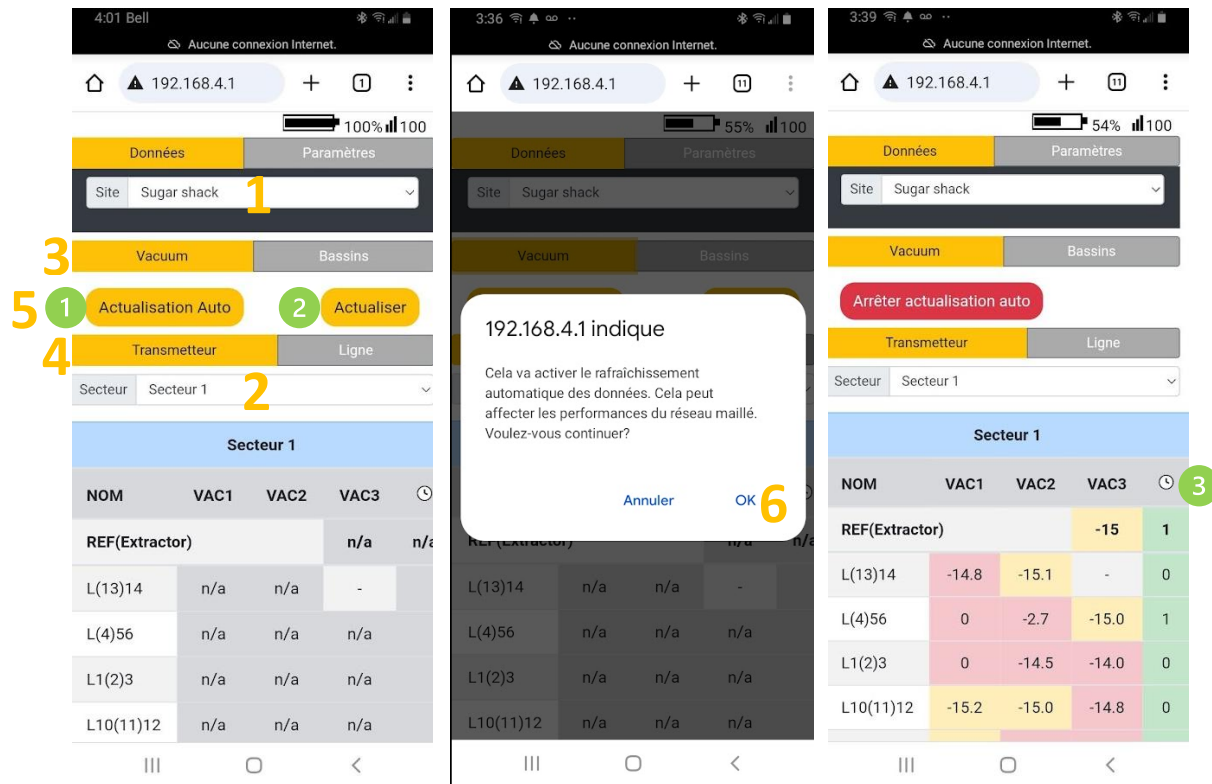 4:01 Bell
Aucune connexion Internet.
192.168.4.1
1
100% 100
Données Paramètres
Site Sugar shack 1
3 Vacuum Bassins
5 1 Actualisation Auto 2 Actualiser
4 Transmetteur Ligne
Secteur Secteur 1 2
Secteur 1
NOM VAC1 VAC2 VAC3
REF(Extractor) n/a n/a
L(13)14 n/a n/a -
L(4)56 n/a n/a n/a
L1(2)3 n/a n/a n/a
L10(11)12 n/a n/a n/a
3:36
Aucune connexion Internet.
192.168.4.1
11
55% 100
Données Paramètres
Site Sugar shack
Vacuum Bassins
192.168.4.1 indique
Cela va activer le rafraîchissement
automatique des données. Cela peut
affecter les performances du réseau maillé.
Voulez-vous continuer?
Annuler OK 6
REF(Extractor) n/a n/a
L(13)14 n/a n/a -
L(4)56 n/a n/a n/a
L1(2)3 n/a n/a n/a
L10(11)12 n/a n/a n/a
3:39
Aucune connexion Internet.
192.168.4.1
11
54% 100
Données Paramètres
Site Sugar shack
Vacuum Bassins
Arrêter actualisation auto
Transmetteur Ligne
Secteur Secteur 1
Secteur 1
NOM VAC1 VAC2 VAC3 3
REF(Extractor) -15 1
L(13)14 -14.8 -15.1 - 0
L(4)56 0 -2.7 -15.0 1
L1(2)3 0 -14.5 -14.0 0
L10(11)12 -15.2 -15.0 -14.8 0